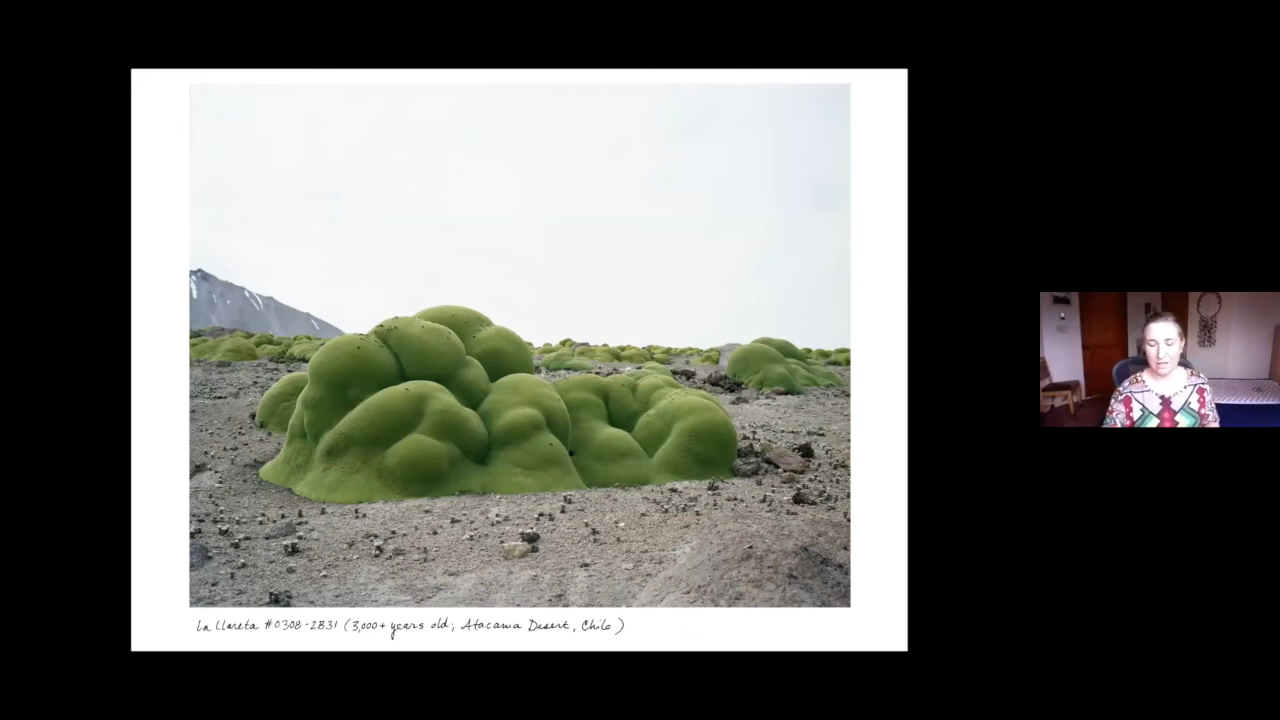 La Llareta #0308-2B31 (3,000+ years old; Atacama Desert, Chile)